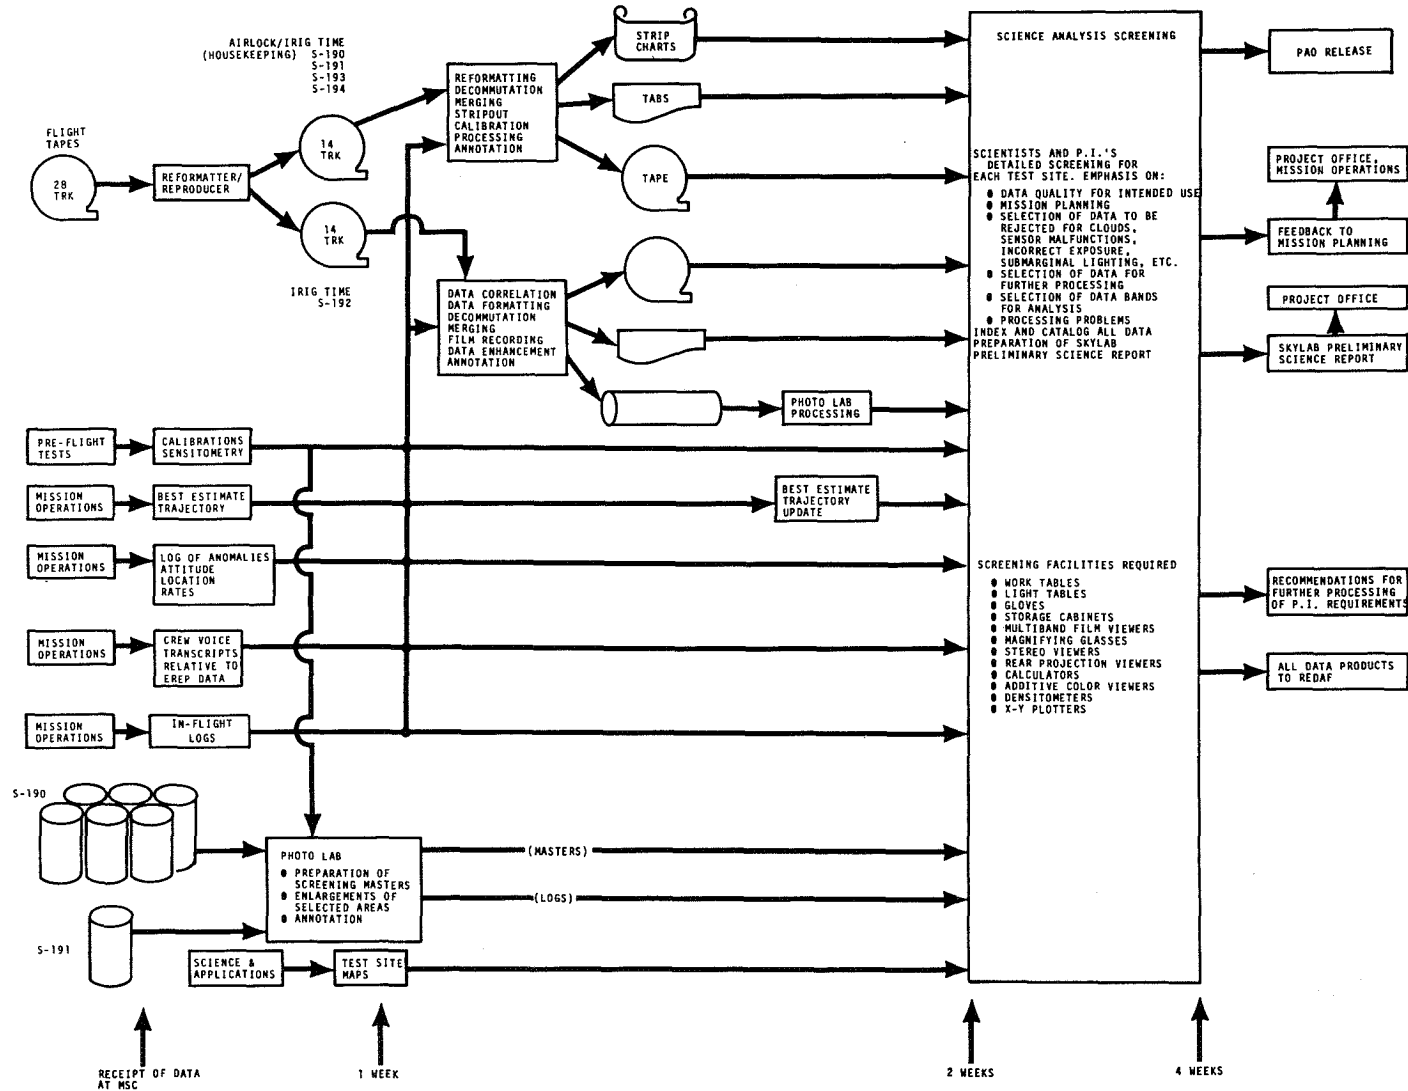 AIRLOCK/IRIG TIME
(HOUSEKEEPING) S-190
S-191
S-193
S-194
FLIGHT
TAPES
28
TRK
REFORMATTER/
REPRODUCER
14
TRK
14
TRK
IRIG TIME
S-192
REFORMATTING
DECOMMUTATION
MERGING
STRIPOUT
CALIBRATION
PROCESSING
ANNOTATION
STRIP
CHARTS
TABS
TAPE
DATA CORRELATION
DATA FORMATTING
DECOMMUTATION
MERGING
FILM RECORDING
DATA ENHANCEMENT
ANNOTATION
PHOTO LAB
PROCESSING
PRE-FLIGHT
TESTS
CALIBRATIONS
SENSITOMETRY
MISSION
OPERATIONS
BEST ESTIMATE
TRAJECTORY
BEST ESTIMATE
TRAJECTORY
UPDATE
MISSION
OPERATIONS
LOG OF ANOMALIES
ATTITUDE
LOCATION
RATES
MISSION
OPERATIONS
CREW VOICE
TRANSCRIPTS
RELATIVE TO
EREP DATA
MISSION
OPERATIONS
IN-FLIGHT
LOGS
S-190
S-191
PHOTO LAB
● PREPARATION OF
SCREENING MASTERS
● ENLARGEMENTS OF
SELECTED AREAS
● ANNOTATION
(MASTERS)
(LOGS)
SCIENCE &
APPLICATIONS
TEST SITE
MAPS
SCIENCE ANALYSIS SCREENING
SCIENTISTS AND P.I.'S
DETAILED SCREENING FOR
EACH TEST SITE. EMPHASIS ON:
● DATA QUALITY FOR INTENDED USE
● MISSION PLANNING
● SELECTION OF DATA TO BE
REJECTED FOR CLOUDS,
SENSOR MALFUNCTIONS,
INCORRECT EXPOSURE,
SUBMARGINAL LIGHTING, ETC.
● SELECTION OF DATA FOR
FURTHER PROCESSING
● SELECTION OF DATA BANDS
FOR ANALYSIS
● PROCESSING PROBLEMS
INDEX AND CATALOG ALL DATA
PREPARATION OF SKYLAB
PRELIMINARY SCIENCE REPORT
SCREENING FACILITIES REQUIRED
● WORK TABLES
● LIGHT TABLES
● GLOVES
● STORAGE CABINETS
● MULTIBAND FILM VIEWERS
● MAGNIFYING GLASSES
● STEREO VIEWERS
● REAR PROJECTION VIEWERS
● CALCULATORS
● ADDITIVE COLOR VIEWERS
● DENSITOMETERS
● X-Y PLOTTERS
PAO RELEASE
PROJECT OFFICE,
MISSION OPERATIONS
FEEDBACK TO
MISSION PLANNING
PROJECT OFFICE
SKYLAB PRELIMINARY
SCIENCE REPORT
RECOMMENDATIONS FOR
FURTHER PROCESSING
OF P.I. REQUIREMENTS
ALL DATA PRODUCTS
TO REDAF
RECEIPT OF DATA
AT MSC
1 WEEK
2 WEEKS
4 WEEKS